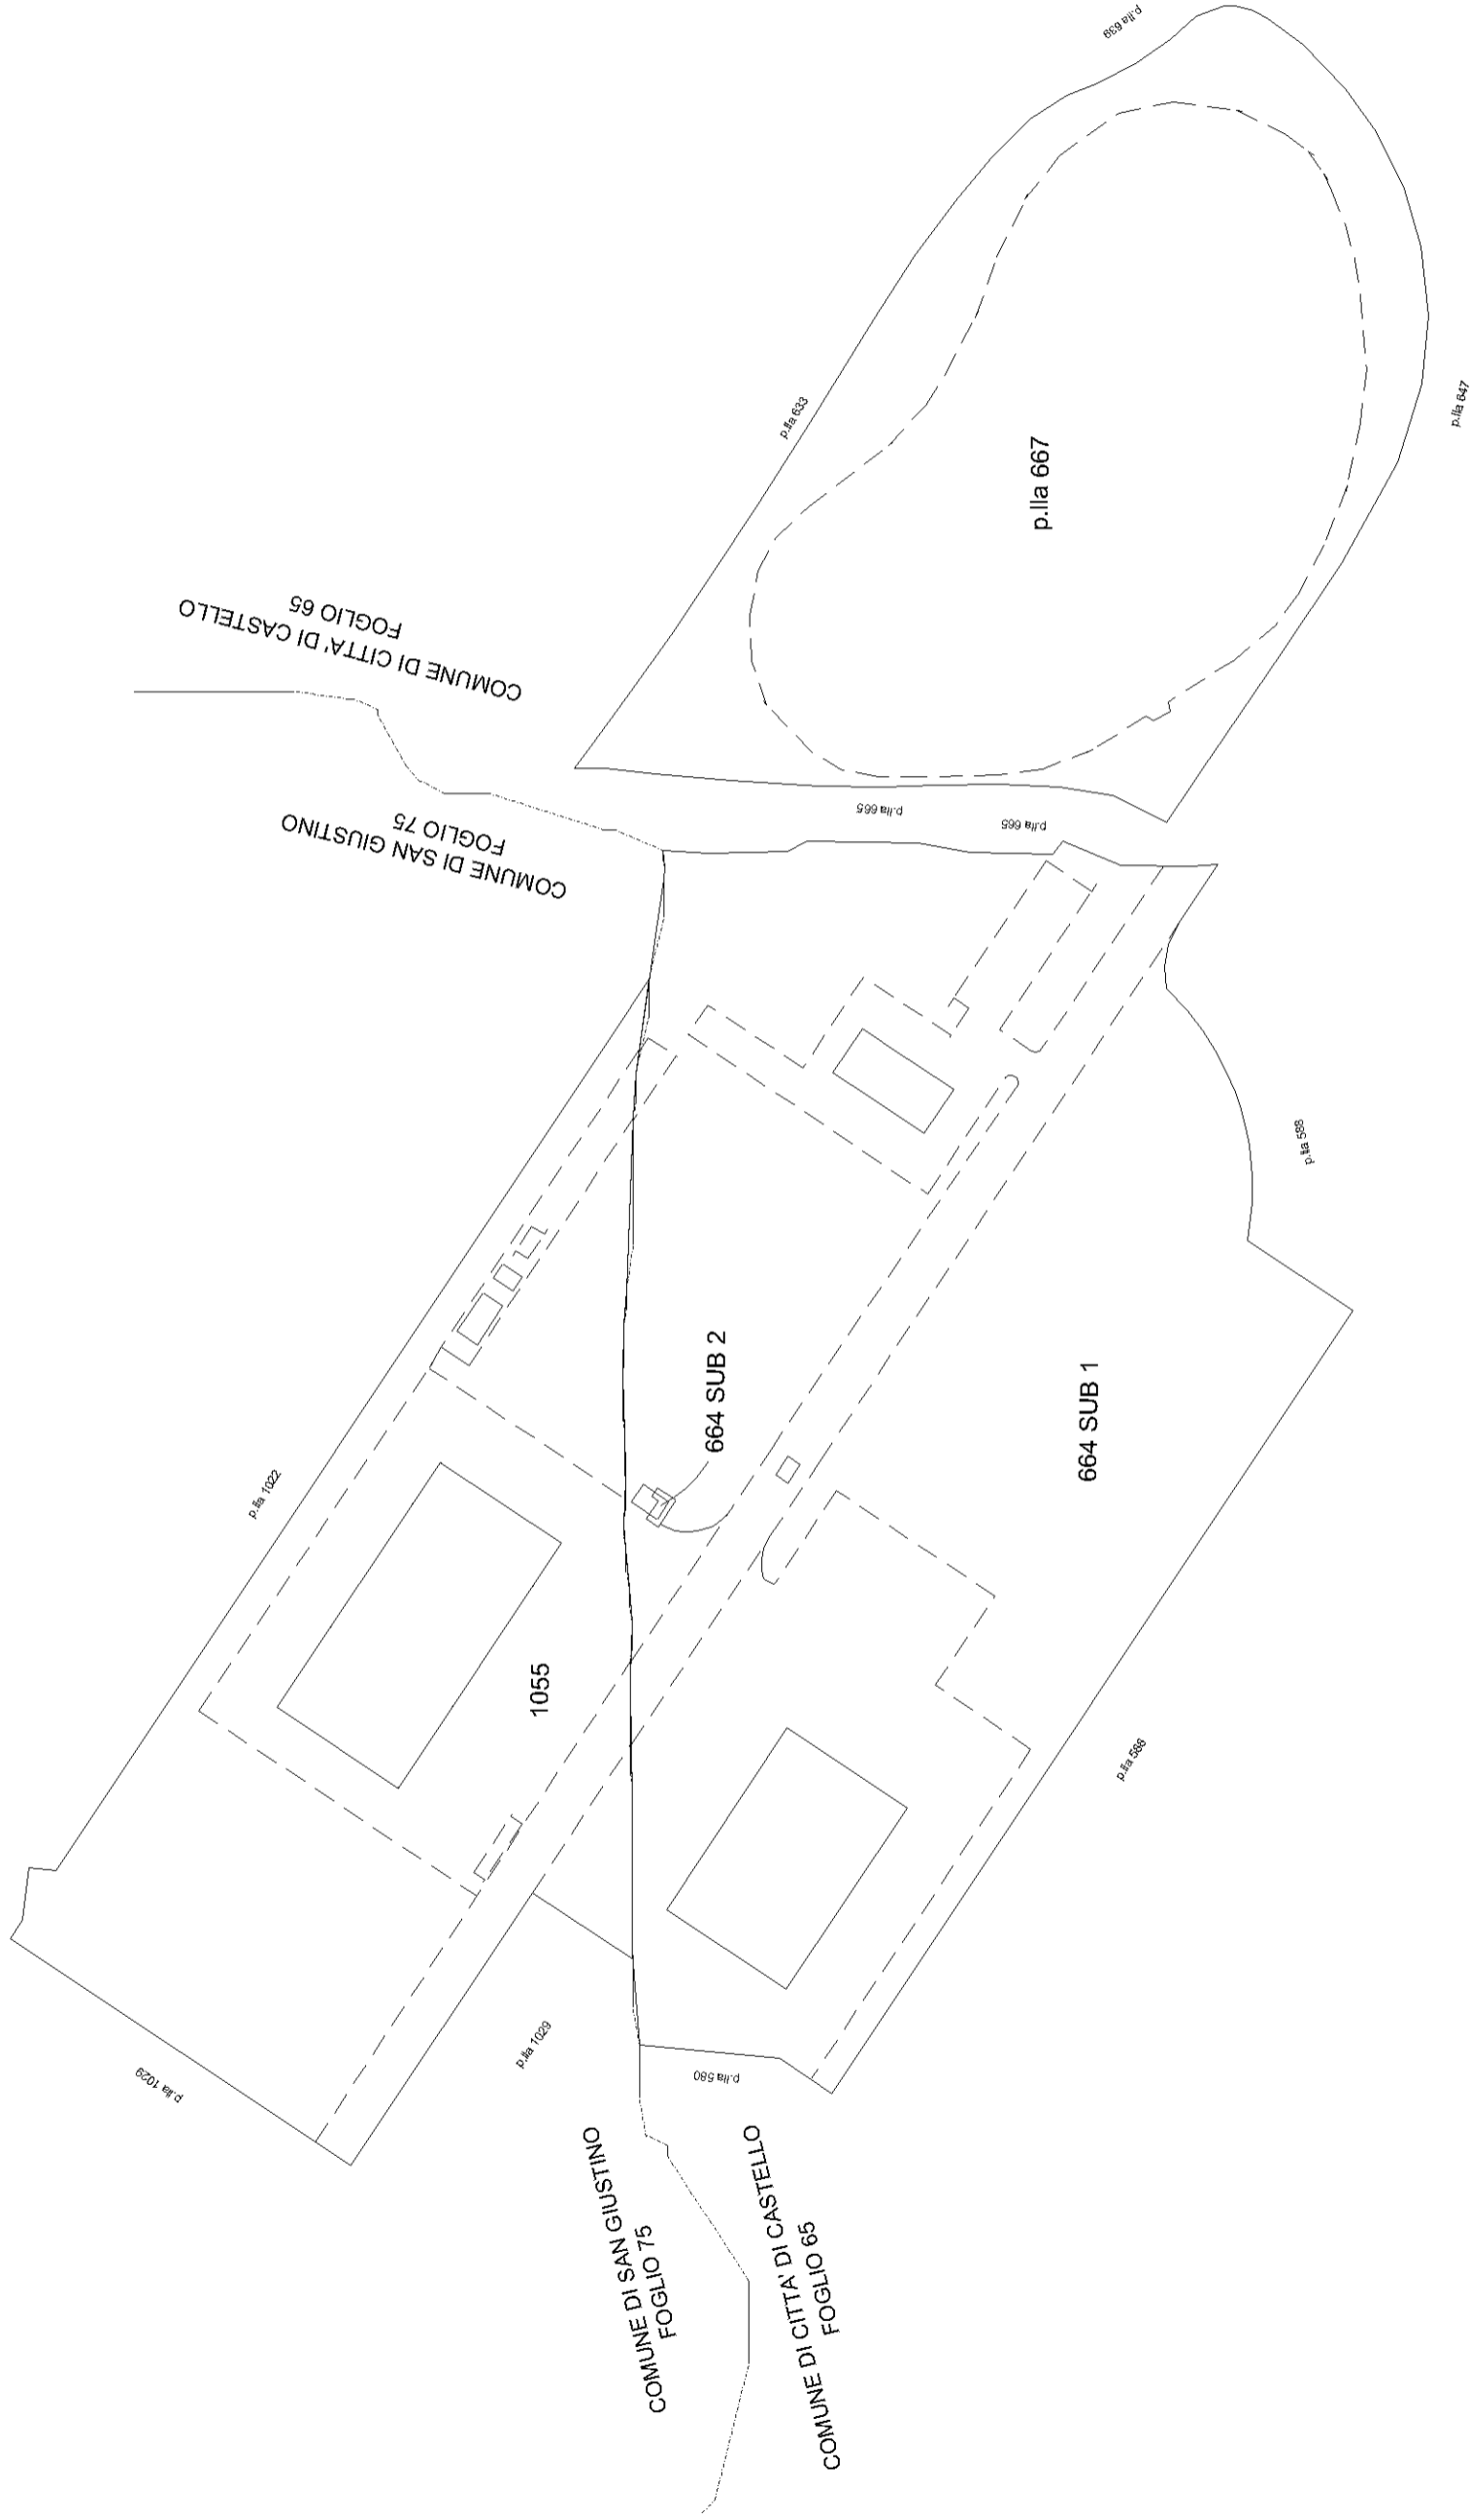 p.lla 639
p.lla 633
p.lla 647
p.lla 667
COMUNE DI CITTA' DI CASTELLO
FOGLIO 65
COMUNE DI SAN GIUSTINO
FOGLIO 75
p.lla 665
p.lla 665
p.lla 588
664 SUB 2
664 SUB 1
p.lla 1022
1055
p.lla 588
p.lla 1029
p.lla 1029
p.lla 580
COMUNE DI SAN GIUSTINO
FOGLIO 75
COMUNE DI CITTA' DI CASTELLO
FOGLIO 65